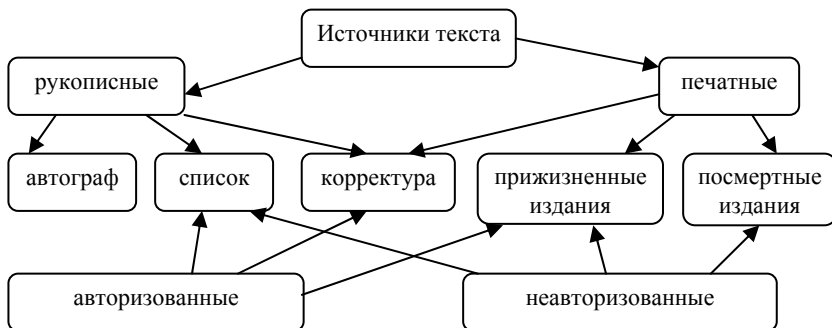 Источники текста
рукописные
печатные
автограф
список
корректура
прижизненные
издания
посмертные
издания
авторизованные
неавторизованные